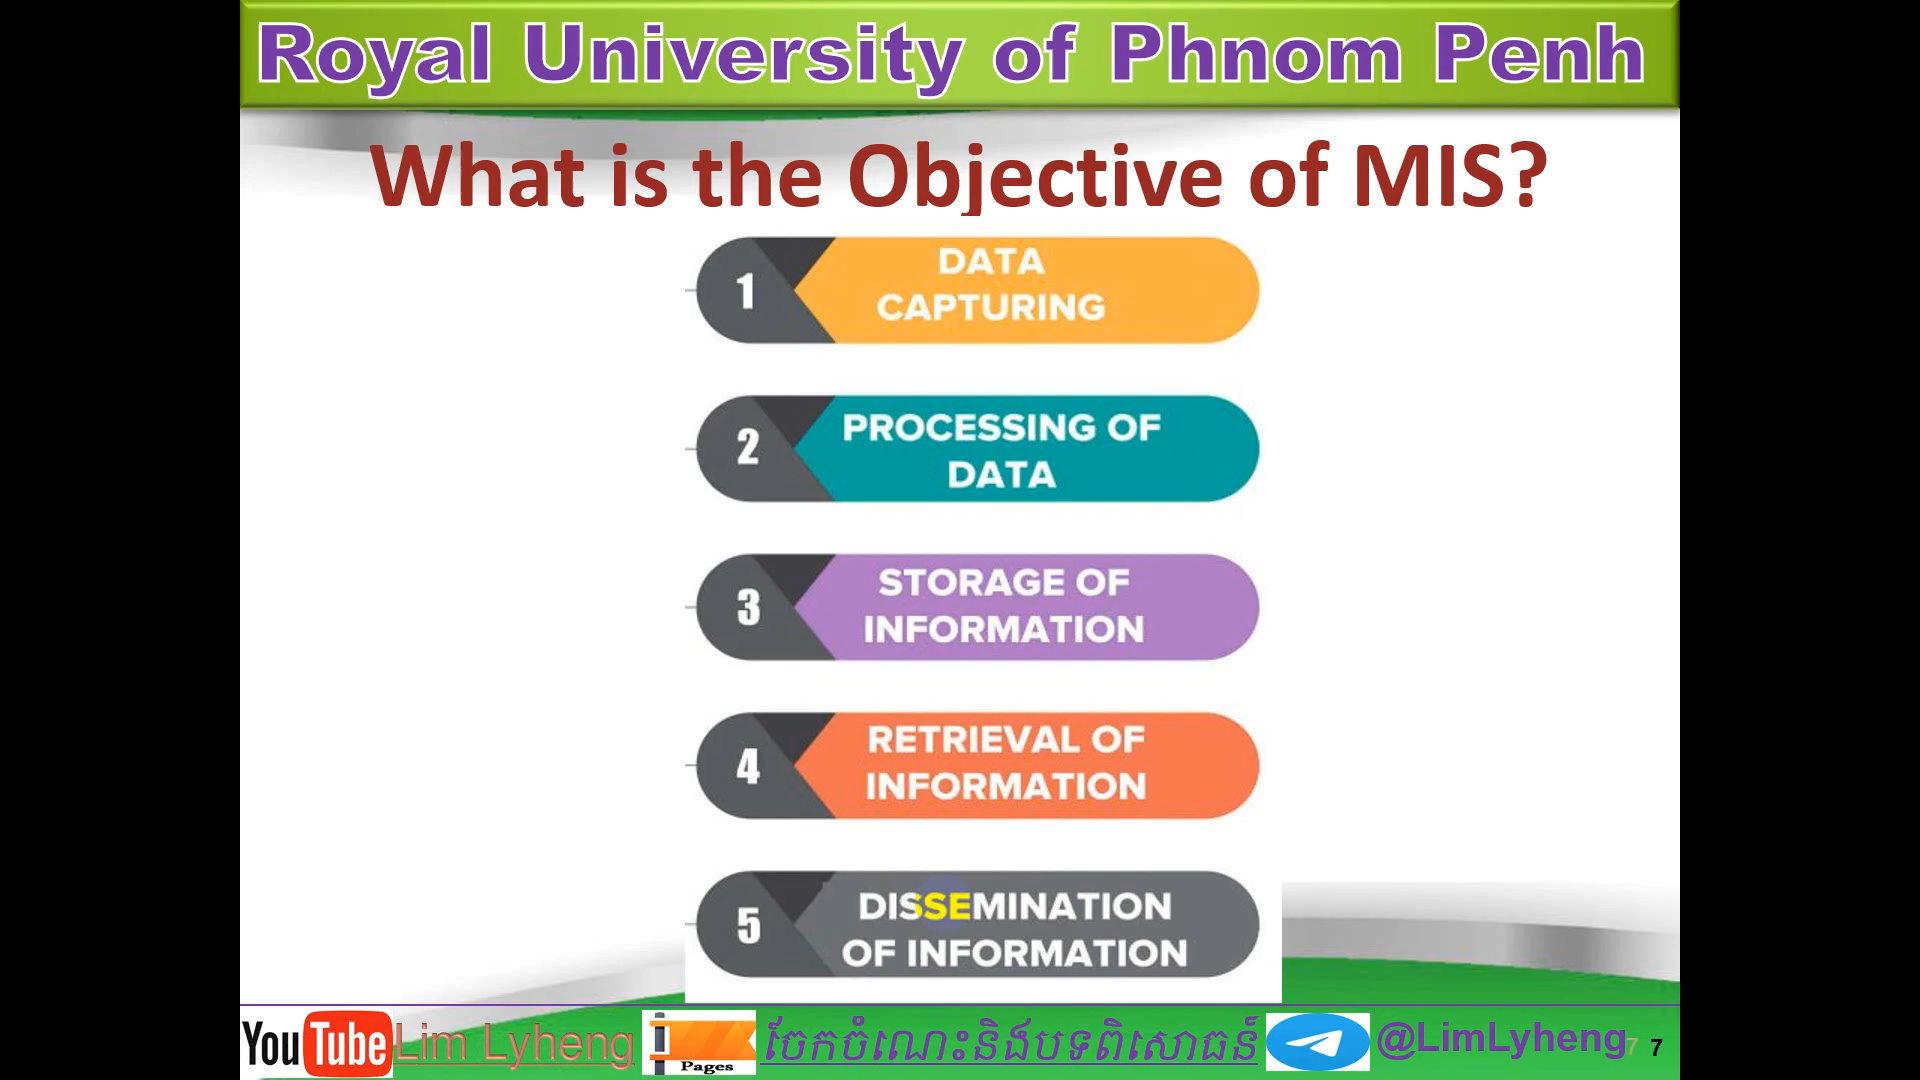 Royal University of Phnom Penh
What is the Objective of MIS?
1
DATA
CAPTURING
2
PROCESSING OF
DATA
3
STORAGE OF
INFORMATION
4
RETRIEVAL OF
INFORMATION
5
DISSEMINATION
OF INFORMATION
YouTube Lim Lyheng Pages ចែកចំណេះនិងបទពិសោធន៍ @LimLyheng 7 7